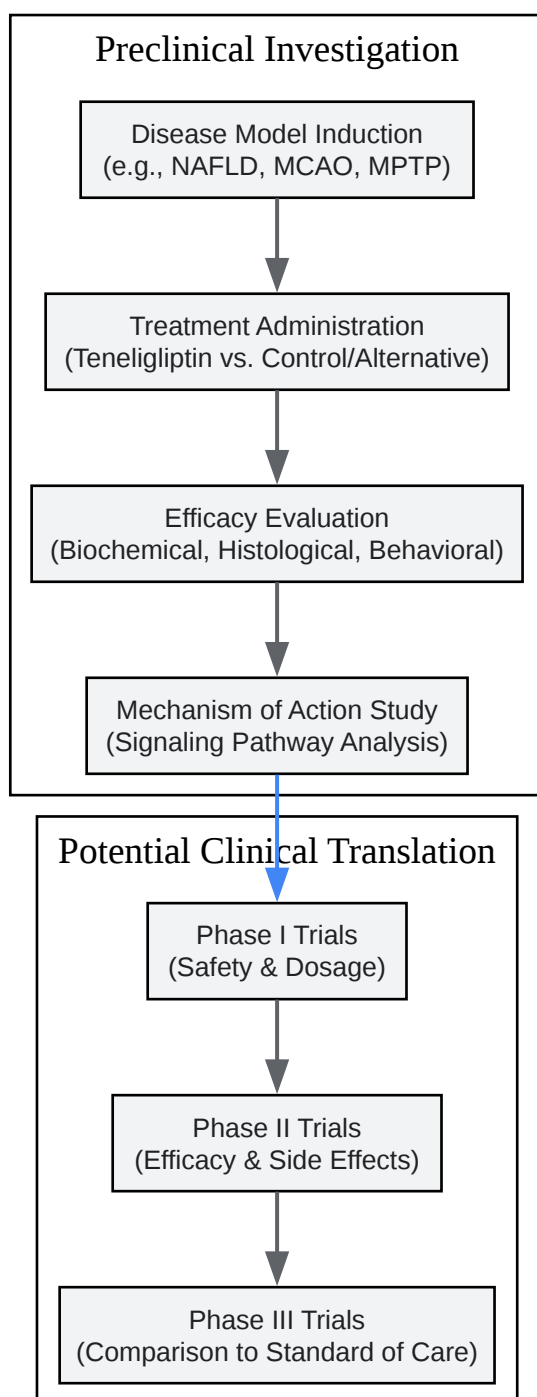 Preclinical Investigation
Disease Model Induction
(e.g., NAFLD, MCAO, MPTP)
Treatment Administration
(Teneligliptin vs. Control/Alternative)
Efficacy Evaluation
(Biochemical, Histological, Behavioral)
Mechanism of Action Study
(Signaling Pathway Analysis)
Potential Clinical Translation
Phase I Trials
(Safety & Dosage)
Phase II Trials
(Efficacy & Side Effects)
Phase III Trials
(Comparison to Standard of Care)